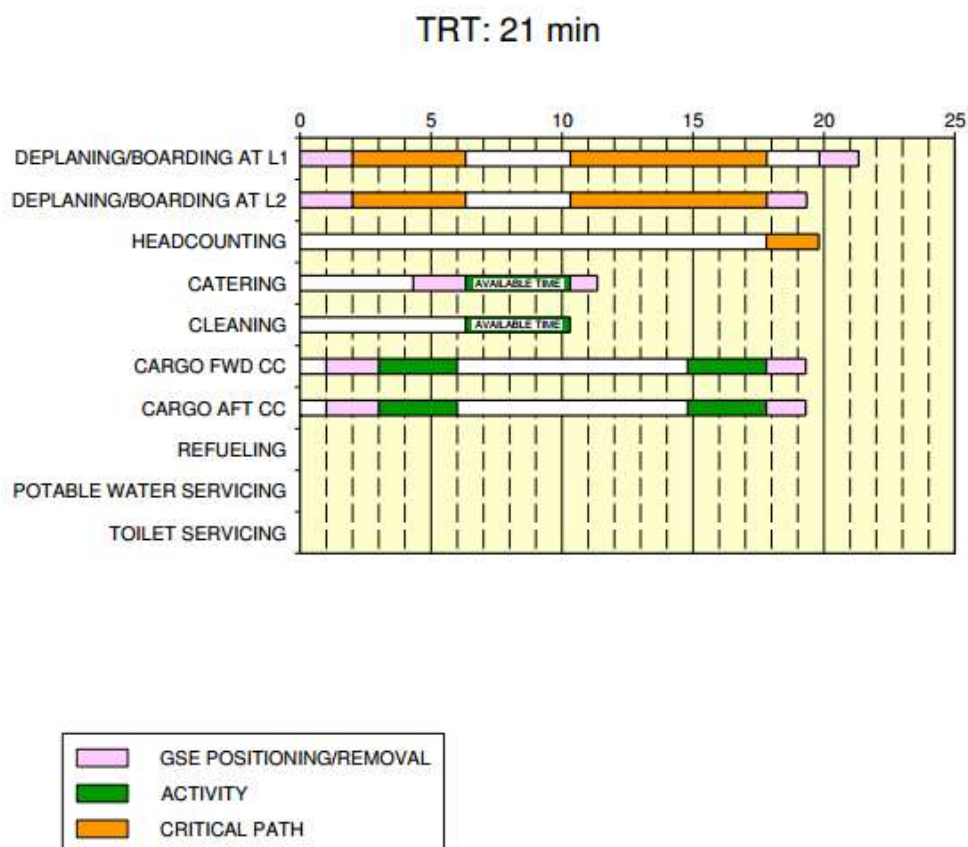 TRT: 21 min
0 5 10 15 20 25
DEPLANING/BOARDING AT L1
DEPLANING/BOARDING AT L2
HEADCOUNTING
CATERING AVAILABLE TIME
CLEANING AVAILABLE TIME
CARGO FWD CC
CARGO AFT CC
REFUELING
POTABLE WATER SERVICING
TOILET SERVICING
GSE POSITIONING/REMOVAL
ACTIVITY
CRITICAL PATH